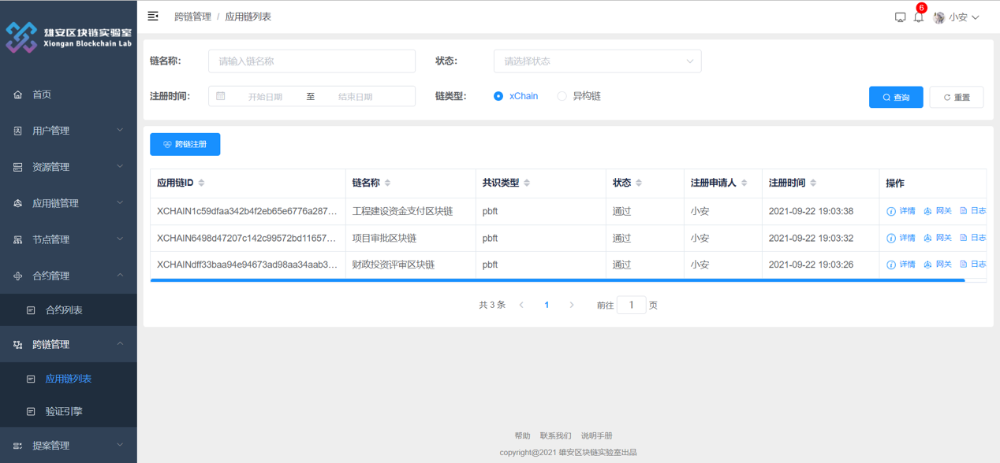 雄安区块链实验室
Xiongan Blockchain Lab
首页
用户管理
资源管理
应用链管理
节点管理
合约管理
合约列表
跨链管理
应用链列表
验证引擎
提案管理
跨链管理 / 应用链列表
6
小安
链名称: 请输入链名称 状态: 请选择状态
注册时间: 开始日期 至 结束日期 链类型: xChain 异构链 查询 重置
跨链注册
应用链ID 链名称 共识类型 状态 注册申请人 注册时间 操作
XCHAIN1c59dfaa342b4f2eb65e6776a287... 工程建设资金支付区块链 pbft 通过 小安 2021-09-22 19:03:38 详情 网关 日志
XCHAIN6498d47207c142c99572bd11657... 项目审批区块链 pbft 通过 小安 2021-09-22 19:03:32 详情 网关 日志
XCHAINdff33baa94e94673ad98aa34aab3... 财政投资评审区块链 pbft 通过 小安 2021-09-22 19:03:26 详情 网关 日志
共 3 条 < 1 > 前往 1 页
帮助 联系我们 说明手册
copyright@2021 雄安区块链实验室出品